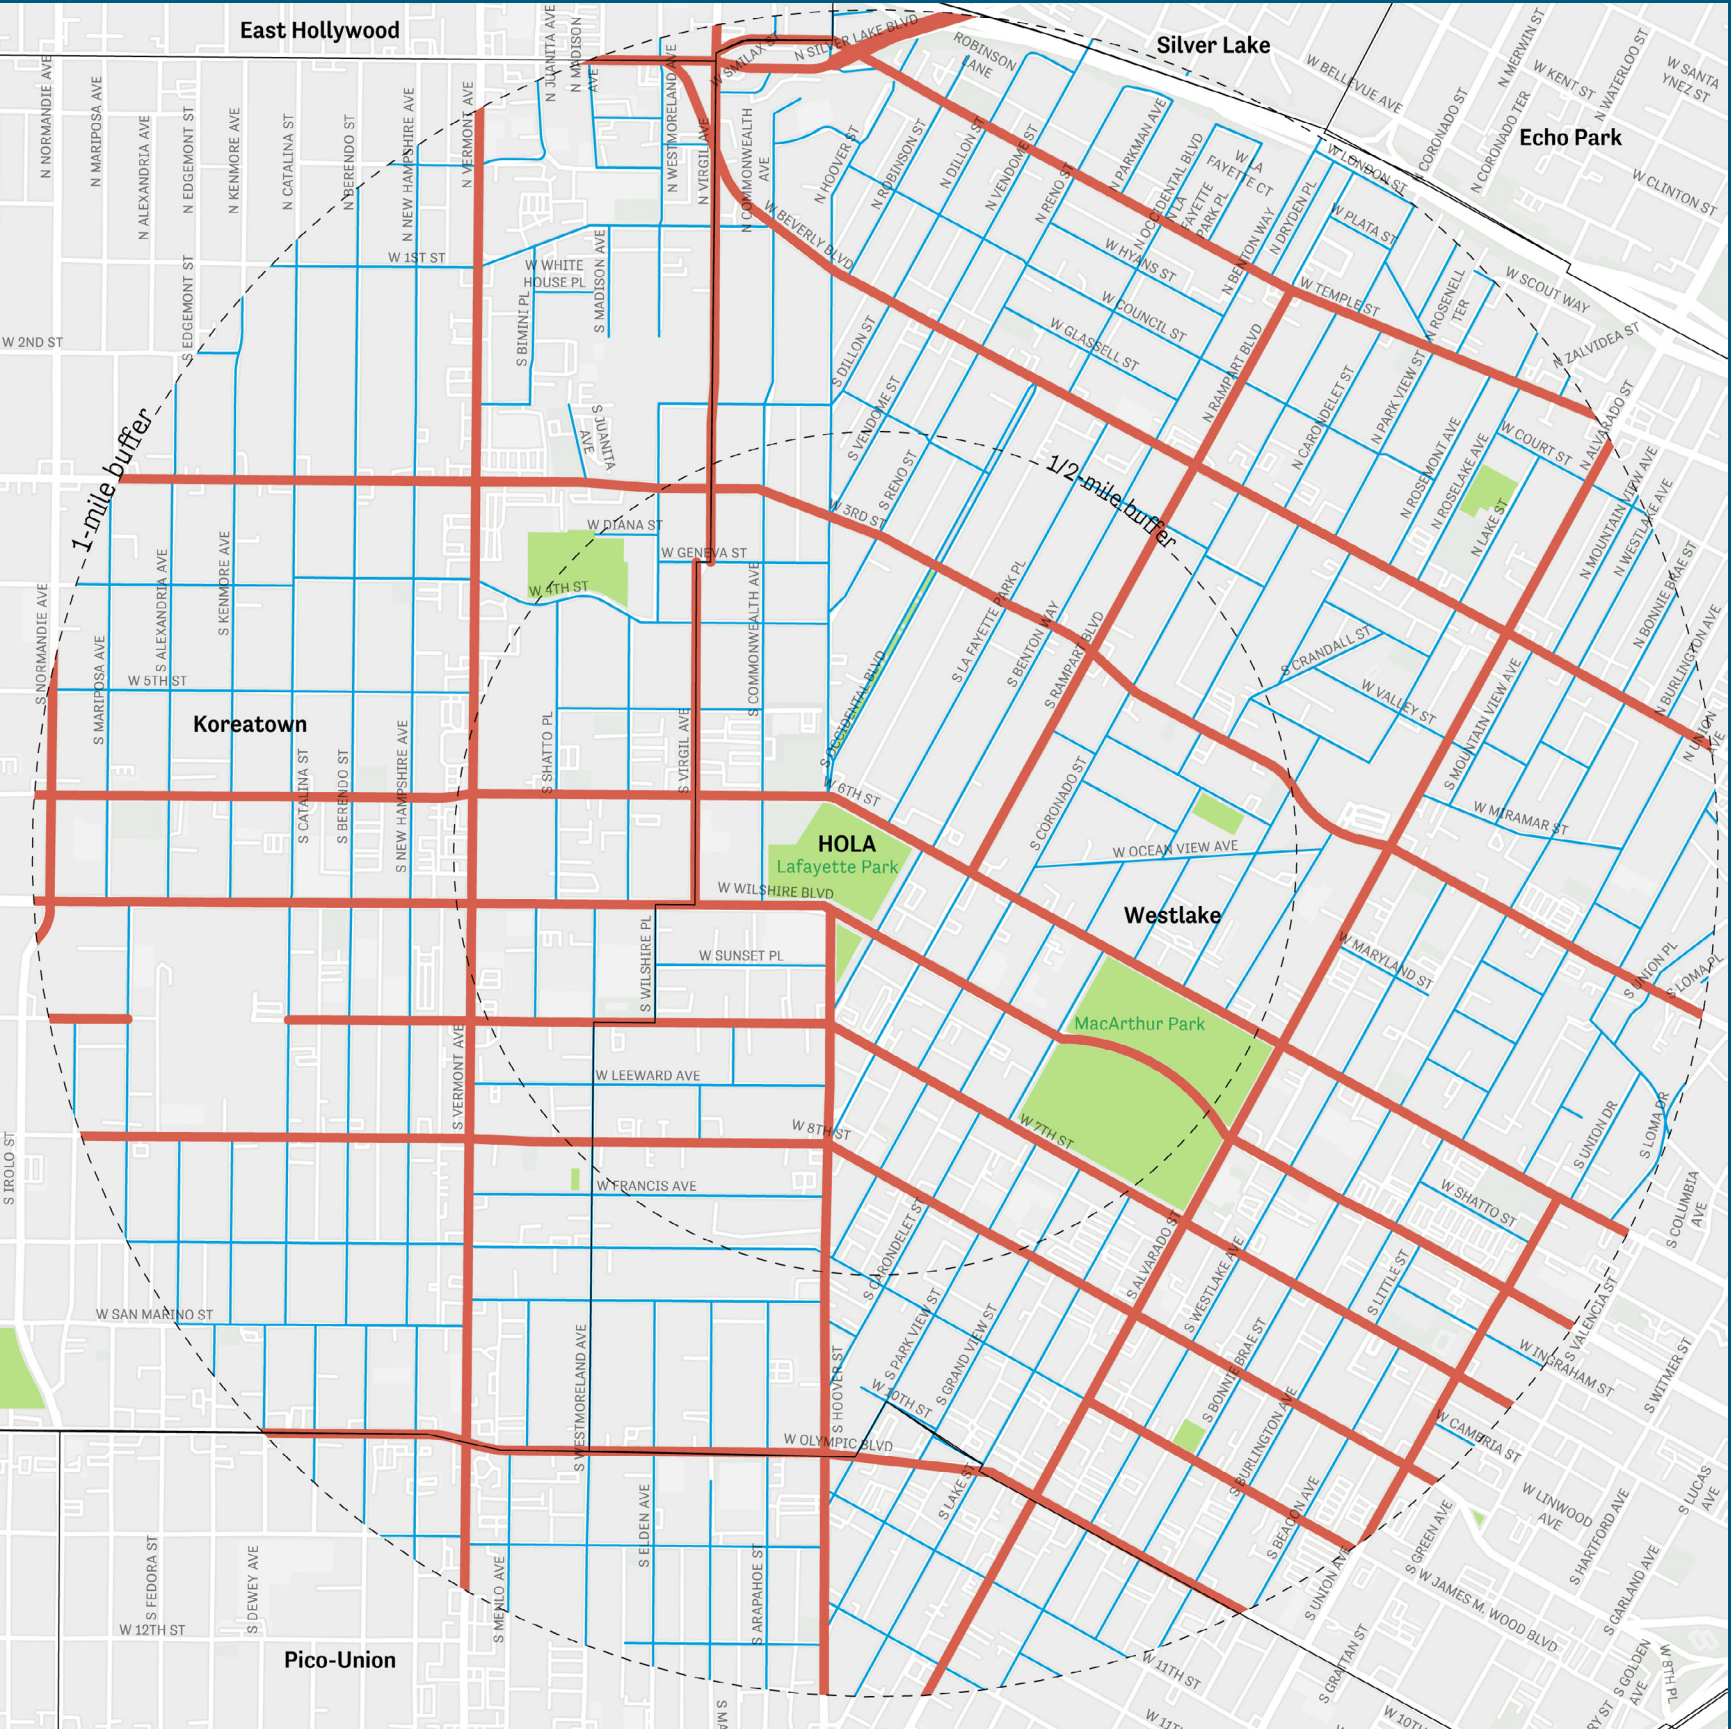 East Hollywood
Silver Lake
Echo Park
Koreatown
HOLA
Lafayette Park
Westlake
MacArthur Park
Pico-Union
1-mile buffer
1/2-mile buffer
N NORMANDIE AVE
N MARIPOSA AVE
N ALEXANDRIA AVE
N EDGEMONT ST
N KENMORE AVE
N CATALINA ST
N BERENDO ST
N NEW HAMPSHIRE AVE
N VERMONT AVE
N JUANITA AVE
N MADISON
AVE
N WESTMORELAND AVE
N VIRGIL AVE
W SMILAX ST
N SILVER LAKE BLVD
N COMMONWEALTH
AVE
ROBINSON
LANE
N HOOVER ST
N ROBINSON ST
N DILLON ST
N VENDOME ST
N RENO ST
N PARKMAN AVE
N OCCIDENTAL BLVD
W LA
FAYETTE CT
N LA
FAYETTE
PARK PL
N BENTON WAY
N DRYDEN PL
W LONDON ST
W PLATA ST
W BELLEVUE AVE
N CORONADO ST
N CORONADO TER
N MERWIN ST
W KENT ST
N WATERLOO ST
W SANTA
YNEZ ST
W CLINTON ST
W BEVERLY BLVD
W HYANS ST
W COUNCIL ST
W GLASSELL ST
W TEMPLE ST
N ROSENELL
TER
W SCOUT WAY
N ZALVIDEA ST
W 1ST ST
W WHITE
HOUSE PL
S BIMINI PL
S MADISON AVE
W 2ND ST
S EDGEMONT ST
S JUANITA
AVE
S DILLON ST
S VENDOME ST
S RENO ST
N RAMPART BLVD
N CARONDELET ST
N PARK VIEW ST
N ROSEMONT AVE
N ROSELAKE AVE
W COURT ST
N ALVARADO ST
N LAKE ST
N MOUNTAIN VIEW AVE
N WESTLAKE AVE
N BONNIE BRAE ST
N BURLINGTON AVE
N UNION
AVE
W 3RD ST
W DIANA ST
W GENEVA ST
W 4TH ST
S NORMANDIE AVE
S MARIPOSA AVE
S ALEXANDRIA AVE
S KENMORE AVE
W 5TH ST
S CATALINA ST
S BERENDO ST
S NEW HAMPSHIRE AVE
S SHATTO PL
S VIRGIL AVE
S COMMONWEALTH AVE
S OCCIDENTAL BLVD
S LA FAYETTE PARK PL
S BENTON WAY
S RAMPART BLVD
S CRANDALL ST
W VALLEY ST
S MOUNTAIN VIEW AVE
W 6TH ST
S CORONADO ST
W OCEAN VIEW AVE
W MIRAMAR ST
W WILSHIRE BLVD
S WILSHIRE PL
W SUNSET PL
W MARYLAND ST
S UNION PL
S LOMA PL
S VERMONT AVE
W LEEWARD AVE
W 8TH ST
W 7TH ST
S UNION DR
S LOMA DR
S IROLO ST
W FRANCIS AVE
W SHATTO ST
S COLUMBIA
AVE
S CARONDELET ST
S ALVARADO ST
S WESTLAKE AVE
S LITTLE ST
W SAN MARINO ST
S PARK VIEW ST
S GRAND VIEW ST
S VALENCIA ST
W INGRAHAM ST
S WITMER ST
S WESTMORELAND AVE
S HOOVER ST
W 10TH ST
S BONNIE BRAE ST
W OLYMPIC BLVD
S BURLINGTON AVE
W CAMBRIA ST
S LAKE ST
S ELDEN AVE
S BEACON AVE
S GREEN AVE
W LINWOOD
AVE
S HARTFORD AVE
S LUCAS
AVE
S FEDORA ST
S DEWEY AVE
S MENLO AVE
S ARAPAHOE ST
W 12TH ST
S UNION AVE
W JAMES M. WOOD BLVD
S GARLAND AVE
S GRATTAN ST
W 11TH ST
S GOLDEN
AVE
W 8TH PL
S MA
W 11TH
W 10TH
RY ST